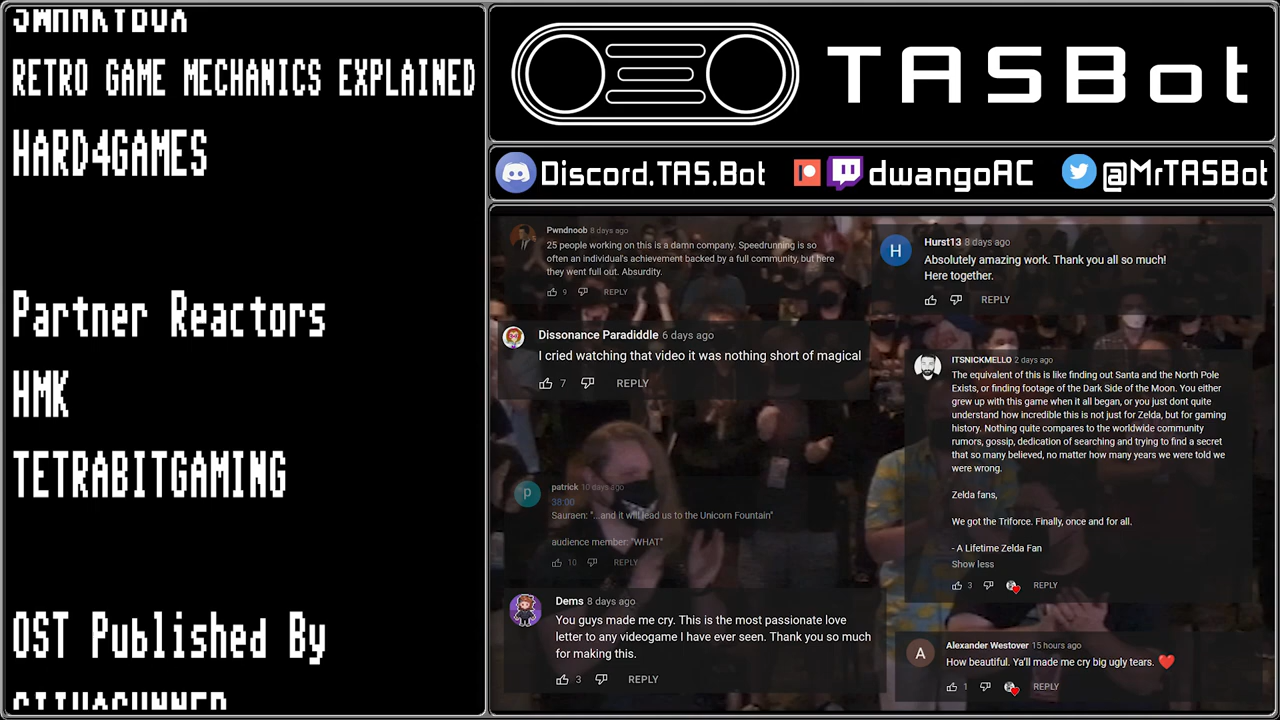 RETRO GAME MECHANICS EXPLAINED
HARD4GAMES
Partner Reactors
HMK
TETRABITGAMING
OST Published By
TASBot
Discord.TAS.Bot
dwangoAC
@MrTASBot
Pwndnoob 8 days ago
25 people working on this is a damn company. Speedrunning is so
often an individual's achievement backed by a full community, but here
they went full out. Absurdity.
9 REPLY
Dissonance Paradiddle 6 days ago
I cried watching that video it was nothing short of magical
7 REPLY
P
patrick 10 days ago
38:00
Sauraen: "...and it will lead us to the Unicorn Fountain"
audience member: "WHAT"
10 REPLY
Dems 8 days ago
You guys made me cry. This is the most passionate love
letter to any videogame I have ever seen. Thank you so much
for making this.
3 REPLY
H
Hurst13 8 days ago
Absolutely amazing work. Thank you all so much!
Here together.
REPLY
ITSNICKMELLO 2 days ago
The equivalent of this is like finding out Santa and the North Pole
Exists, or finding footage of the Dark Side of the Moon. You either
grew up with this game when it all began, or you just dont quite
understand how incredible this is not just for Zelda, but for gaming
history. Nothing quite compares to the worldwide community
rumors, gossip, dedication of searching and trying to find a secret
that so many believed, no matter how many years we were told we
were wrong.
Zelda fans,
We got the Triforce. Finally, once and for all.
- A Lifetime Zelda Fan
Show less
3 REPLY
A
Alexander Westover 15 hours ago
How beautiful. Ya'll made me cry big ugly tears. ❤️
1 REPLY